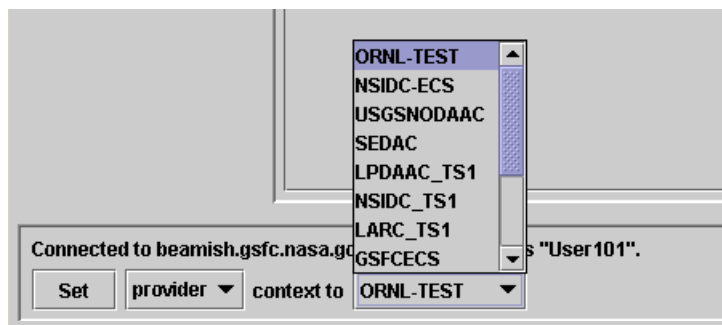 ORNL-TEST
NSIDC-ECS
USGSNODAAC
SEDAC
LPDAAC_TS1
NSIDC_TS1
LARC_TS1
GSFCECS
Connected to beamish.gsfc.nasa.go s "User101".
Set provider context to ORNL-TEST